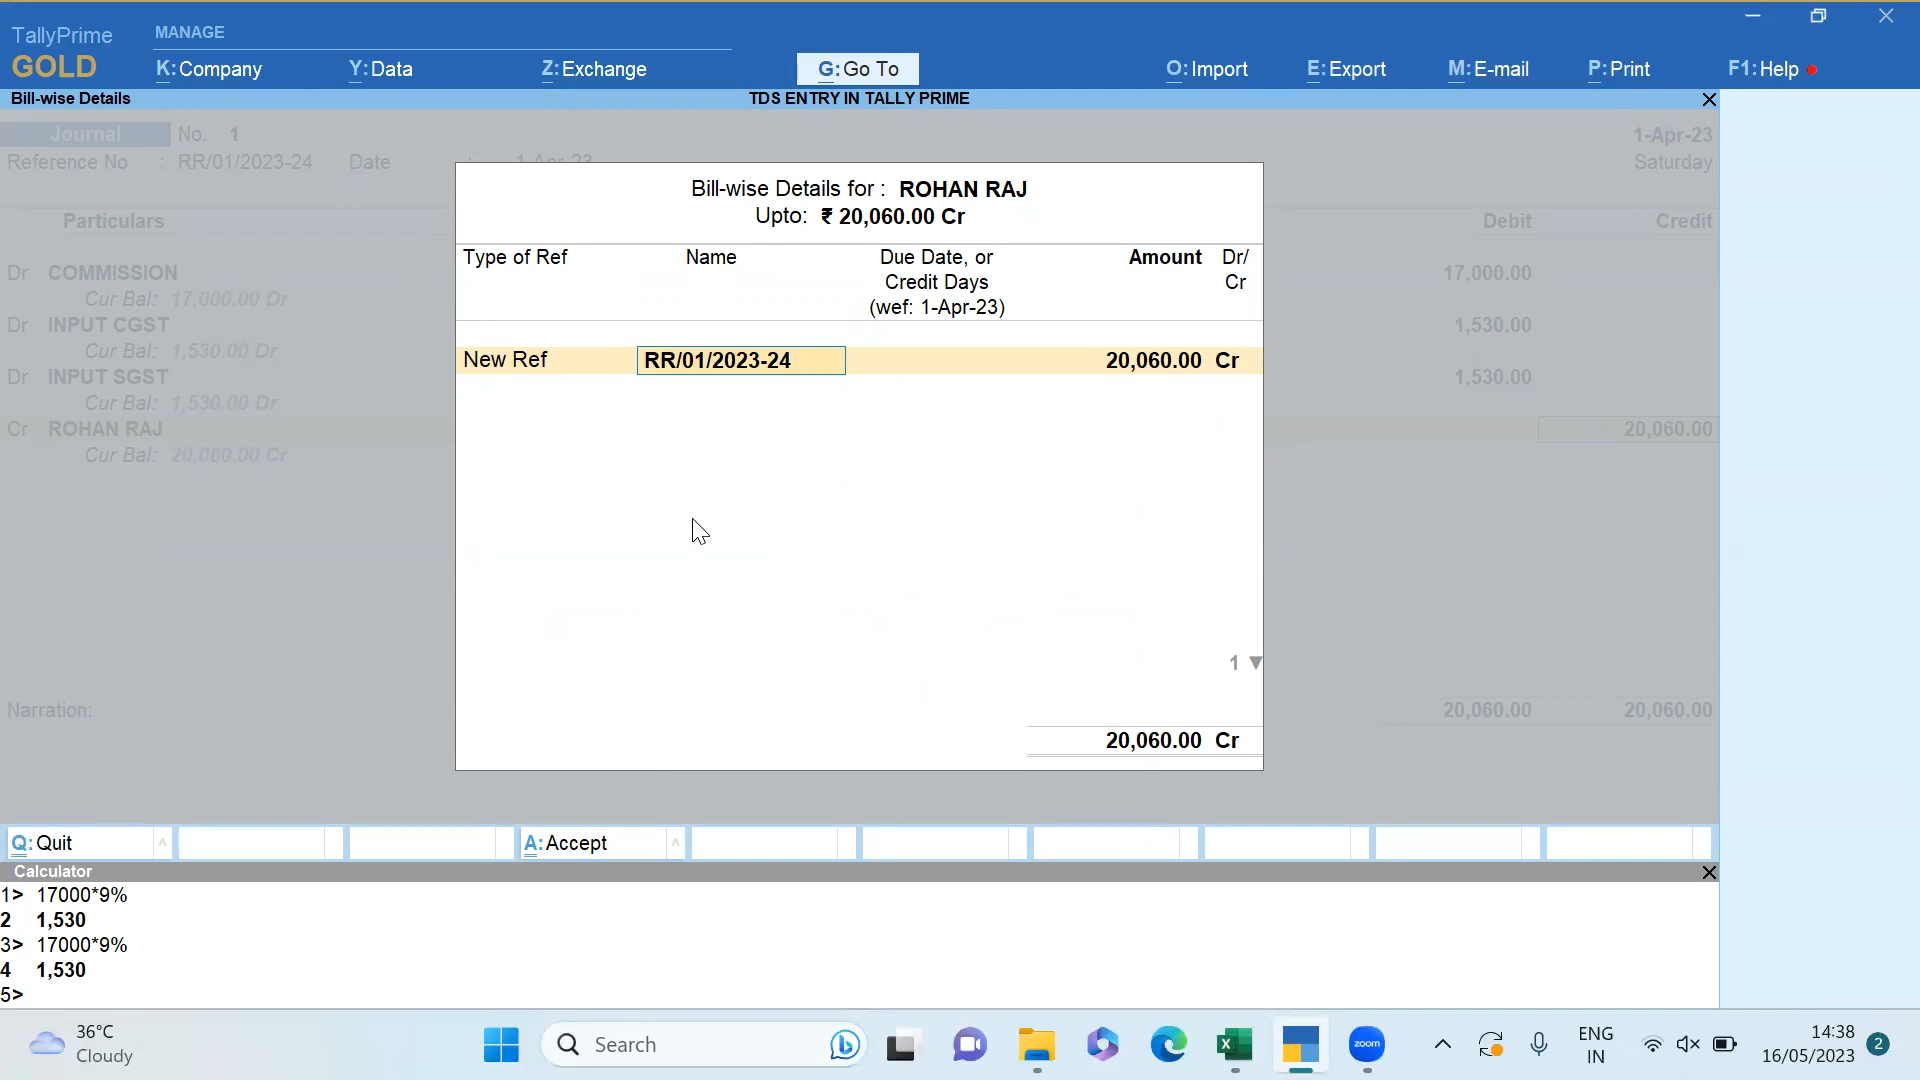 TallyPrime
GOLD
MANAGE
K:Company Y:Data Z:Exchange G:Go To O:Import E:Export M:E-mail P:Print F1:Help
Bill-wise Details TDS ENTRY IN TALLY PRIME
Journal No. 1 1-Apr-23
Reference No : RR/01/2023-24 Date : 1-Apr-23 Saturday
Particulars Debit Credit
Dr COMMISSION 17,000.00
Cur Bal: 17,000.00 Dr
Dr INPUT CGST 1,530.00
Cur Bal: 1,530.00 Dr
Dr INPUT SGST 1,530.00
Cur Bal: 1,530.00 Dr
Cr ROHAN RAJ 20,060.00
Cur Bal: 20,060.00 Cr
Narration: 20,060.00 20,060.00
Bill-wise Details for : ROHAN RAJ
Upto: ₹ 20,060.00 Cr
Type of Ref Name Due Date, or Amount Dr/
Credit Days Cr
(wef: 1-Apr-23)
New Ref RR/01/2023-24 20,060.00 Cr
1 ▼
20,060.00 Cr
Q:Quit A:Accept
Calculator
1> 17000*9%
2 1,530
3> 17000*9%
4 1,530
5>
36°C
Cloudy
Search
zoom
ENG
IN
14:38
16/05/2023
2